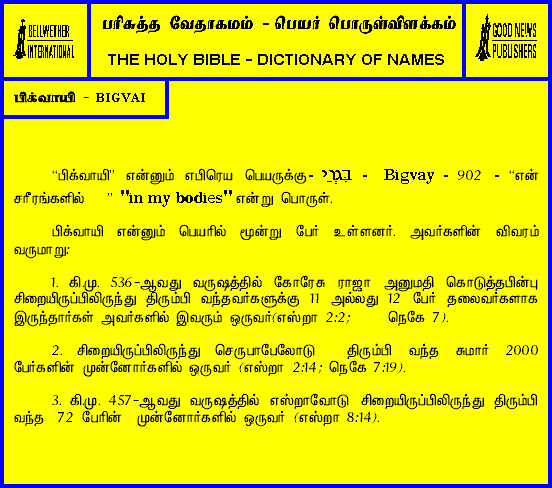 BELLWETHER
INTERNATIONAL
பரிசுத்த வேதாகமம் - பெயர் பொருள்விளக்கம்
THE HOLY BIBLE - DICTIONARY OF NAMES
GOOD NEWS
PUBLISHERS
பிக்வாயி - BIGVAI
“பிக்வாயி” என்னும் எபிரெய பெயருக்கு- - Bigvay - 902 - “என்
சரீரங்களில் ” "in my bodies" என்று பொருள்.
பிக்வாயி என்னும் பெயரில் மூன்று பேர் உள்ளனர். அவர்களின் விவரம்
வருமாறு:
1. கி.மு. 536-ஆவது வருஷத்தில் கோரேசு ராஜா அனுமதி கொடுத்தபின்பு
சிறையிருப்பிலிருந்து திரும்பி வந்தவர்களுக்கு 11 அல்லது 12 பேர் தலைவர்களாக
இருந்தார்கள் அவர்களில் இவரும் ஒருவர்(எஸ்றா 2:2; நெகே 7).
2. சிறையிருப்பிலிருந்து செருபாபேலோடு திரும்பி வந்த சுமார் 2000
பேர்களின் முன்னோர்களில் ஒருவர் (எஸ்றா 2:14; நெகே 7:19).
3. கி.மு. 457-ஆவது வருஷத்தில் எஸ்றாவோடு சிறையிருப்பிலிருந்து திரும்பி
வந்த 72 பேரின் முன்னோர்களில் ஒருவர் (எஸ்றா 8:14).